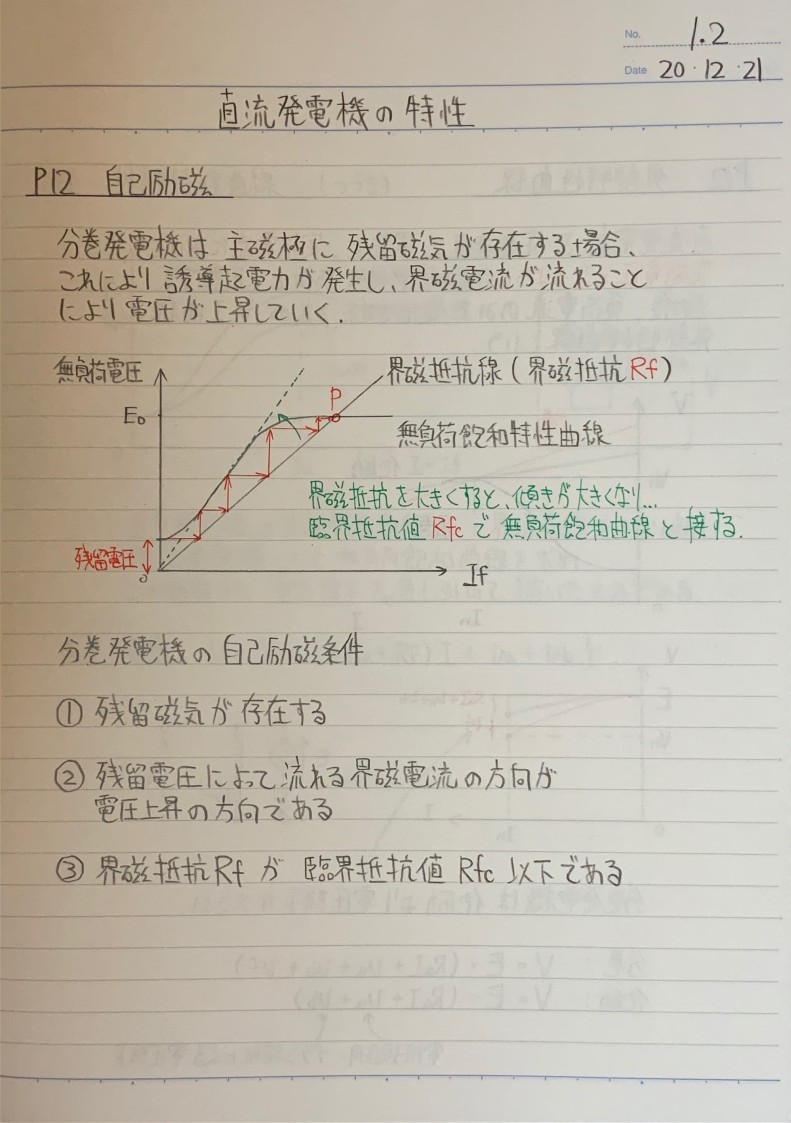 No. 1.2
Date 20・12・21
直流発電機の特性
P12 自己励磁
分巻発電機は主磁極に残留磁気が存在する場合、
これにより誘導起電力が発生し、界磁電流が流れること
により電圧が上昇していく.
無負荷電圧
界磁抵抗線(界磁抵抗Rf)
P
E₀
無負荷飽和特性曲線
界磁抵抗を大きくすると、傾きが大きくなり...
臨界抵抗値Rfcで無負荷飽和曲線と接する.
残留電圧
0
If
分巻発電機の自己励磁条件
① 残留磁気が存在する
② 残留電圧によって流れる界磁電流の方向が
電圧上昇の方向である
③ 界磁抵抗Rfが臨界抵抗値Rfc以下である